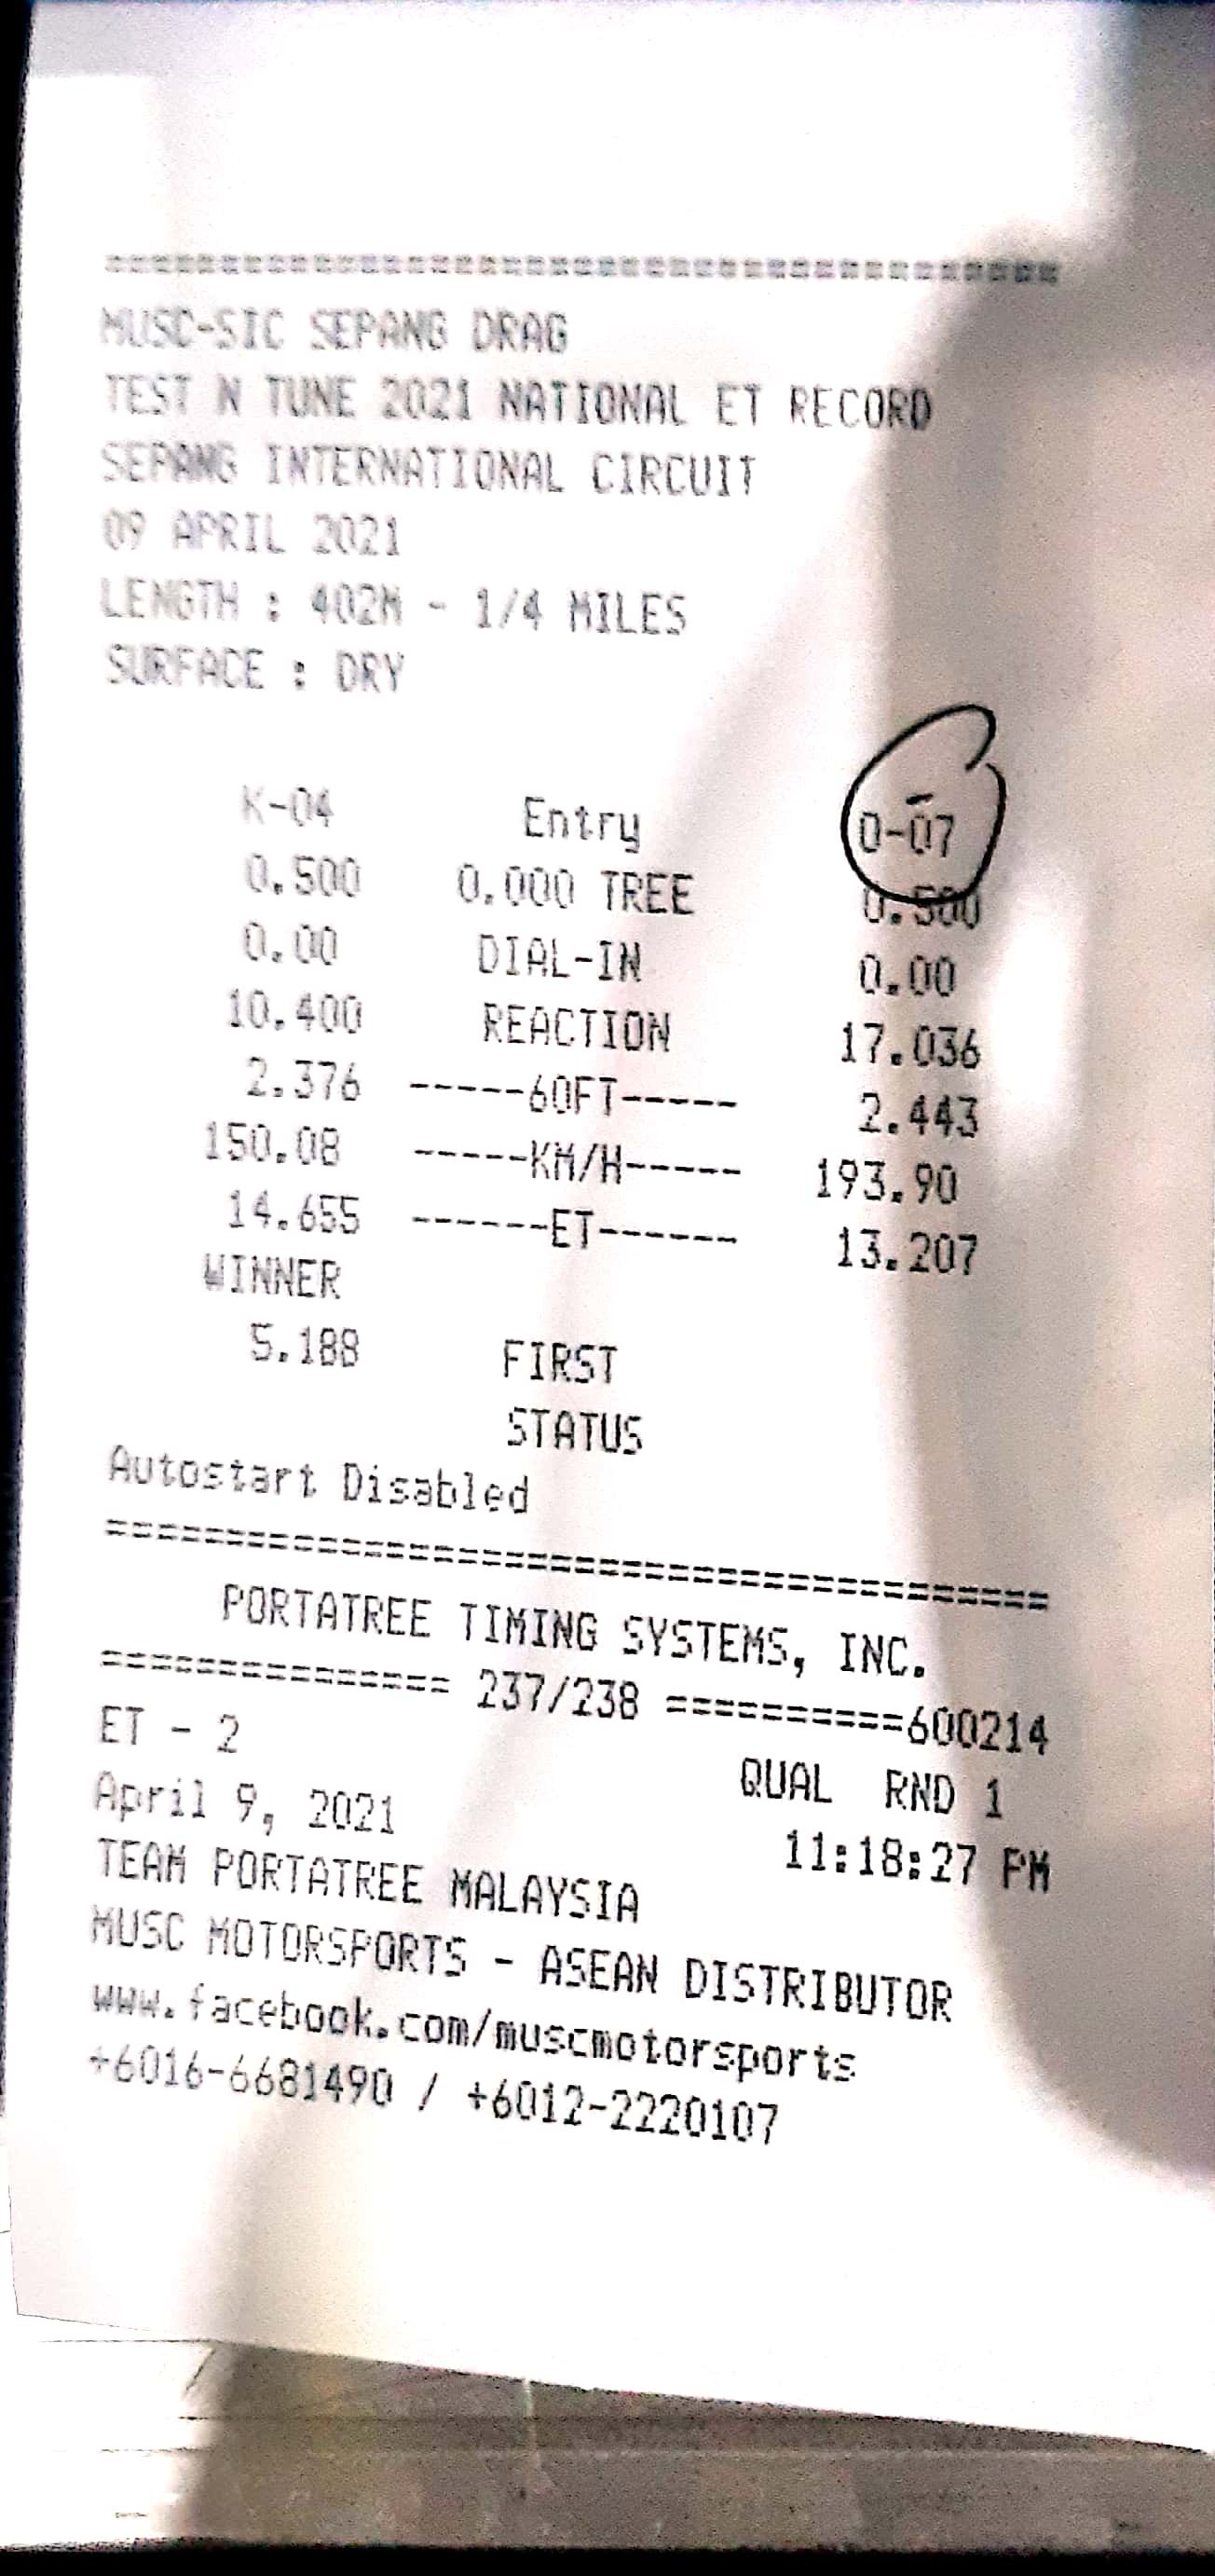 ========================================
MUSC-SIC SEPANG DRAG
TEST N TUNE 2021 NATIONAL ET RECORD
SEPANG INTERNATIONAL CIRCUIT
09 APRIL 2021
LENGTH : 402M - 1/4 MILES
SURFACE : DRY
K-04 Entry O-07
0.500 0.000 TREE 0.500
0.00 DIAL-IN 0.00
10.400 REACTION 17.036
2.376 -----60FT----- 2.443
150.08 -----KM/H----- 193.90
14.655 ------ET------ 13.207
WINNER
5.188 FIRST
STATUS
Autostart Disabled
========================================
PORTATREE TIMING SYSTEMS, INC.
=============== 237/238 ==========600214
ET - 2 QUAL RND 1
April 9, 2021 11:18:27 PM
TEAM PORTATREE MALAYSIA
MUSC MOTORSPORTS - ASEAN DISTRIBUTOR
www.facebook.com/muscmotorsports
+6016-6681490 / +6012-2220107